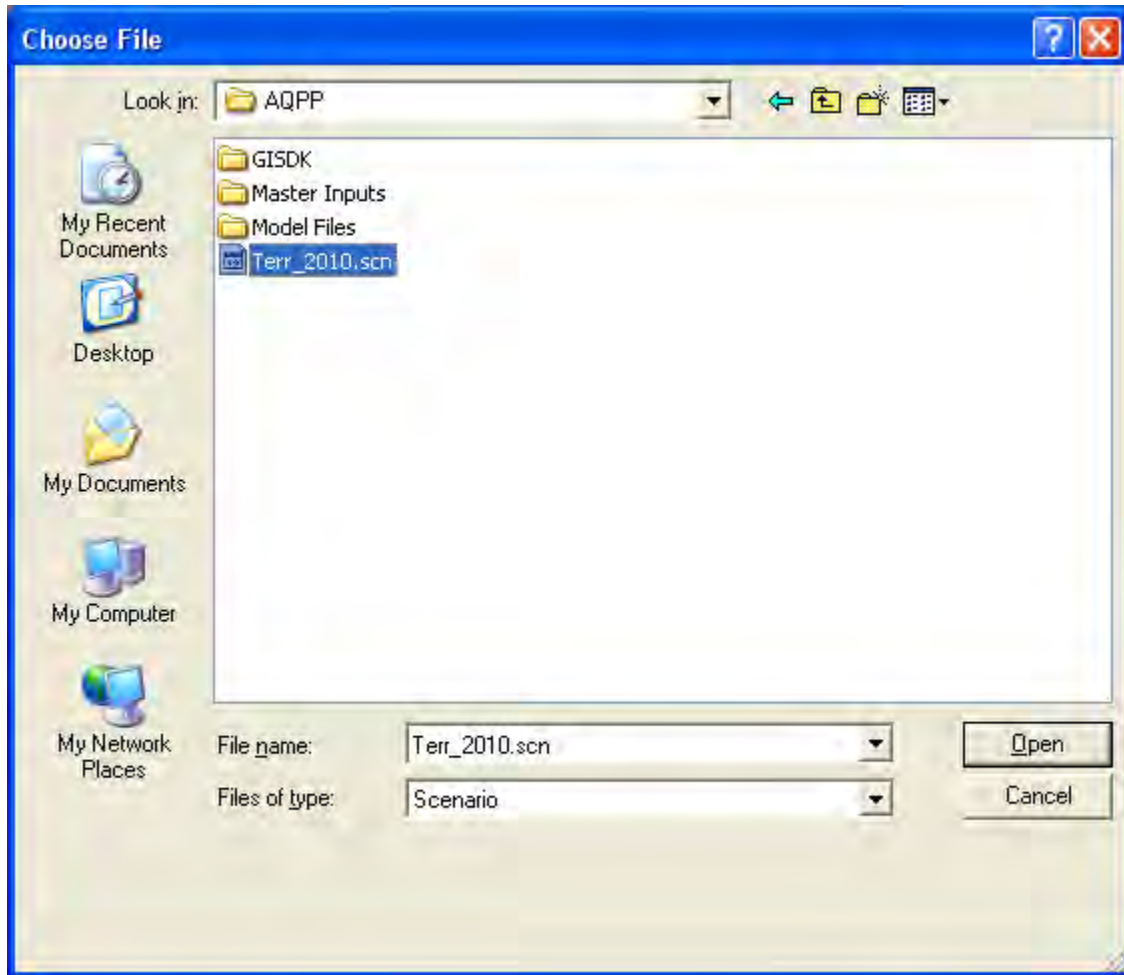 Choose File
Look in:
AQPP
GISDK
Master Inputs
Model Files
Terr_2010.scn
My Recent
Documents
Desktop
My Documents
My Computer
My Network
Places
File name:
Terr_2010.scn
Open
Files of type:
Scenario
Cancel